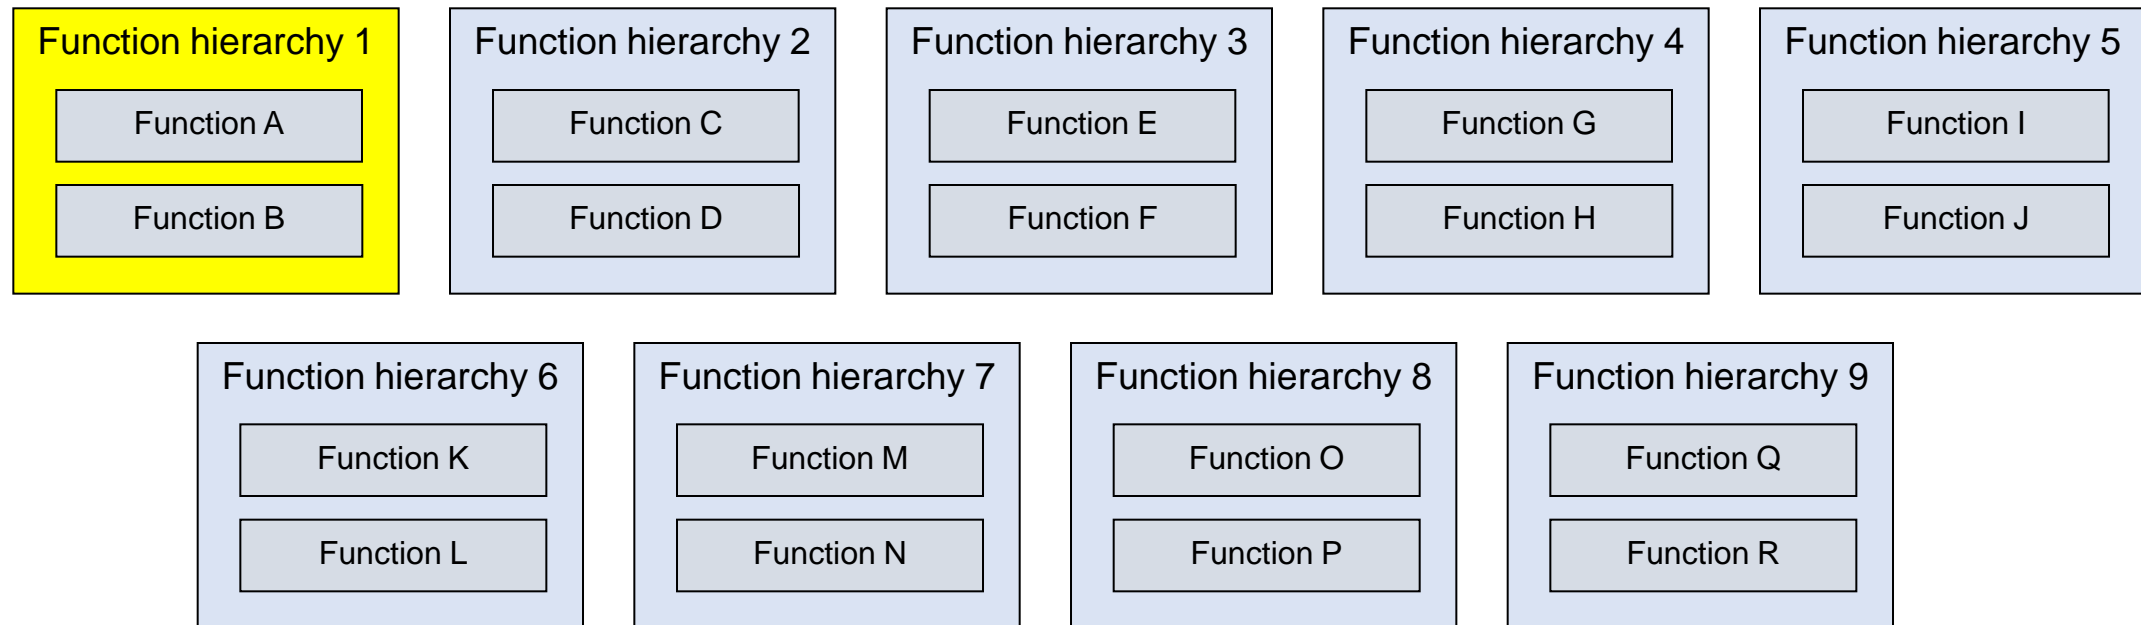 Function hierarchy 1
Function A
Function B
Function hierarchy 2
Function C
Function D
Function hierarchy 3
Function E
Function F
Function hierarchy 4
Function G
Function H
Function hierarchy 5
Function I
Function J
Function hierarchy 6
Function K
Function L
Function hierarchy 7
Function M
Function N
Function hierarchy 8
Function O
Function P
Function hierarchy 9
Function Q
Function R